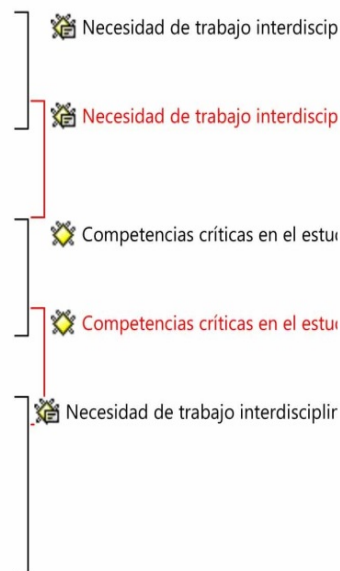 Necesidad de trabajo interdiscip
Necesidad de trabajo interdiscip
Competencias críticas en el estu
Competencias críticas en el estu
Necesidad de trabajo interdisciplin